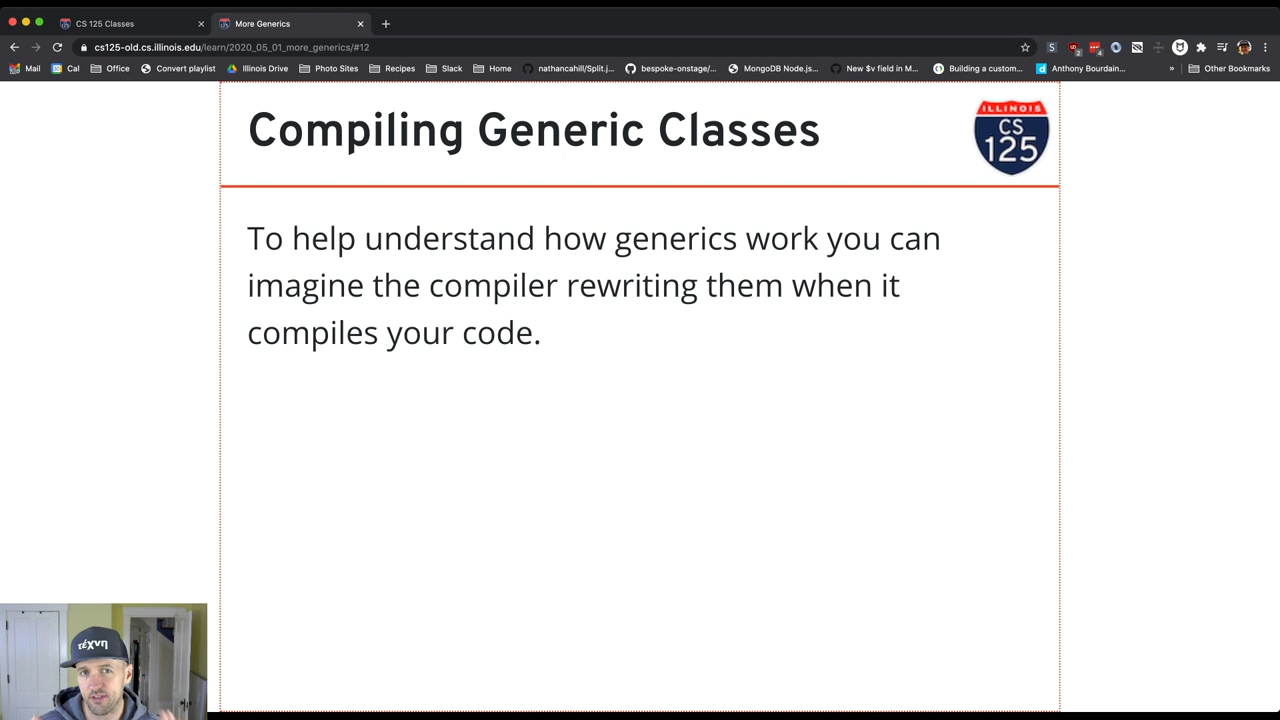 CS 125 Classes
More Generics
cs125-old.cs.illinois.edu/learn/2020_05_01_more_generics/#12
Mail Cal Office Convert playlist Illinois Drive Photo Sites Recipes Slack Home nathancahill/Split.j... bespoke-onstage/... MongoDB Node.js... New $v field in M... Building a custom... Anthony Bourdain... » Other Bookmarks
Compiling Generic Classes
ILLINOIS
CS
125
To help understand how generics work you can
imagine the compiler rewriting them when it
compiles your code.
τέχνη